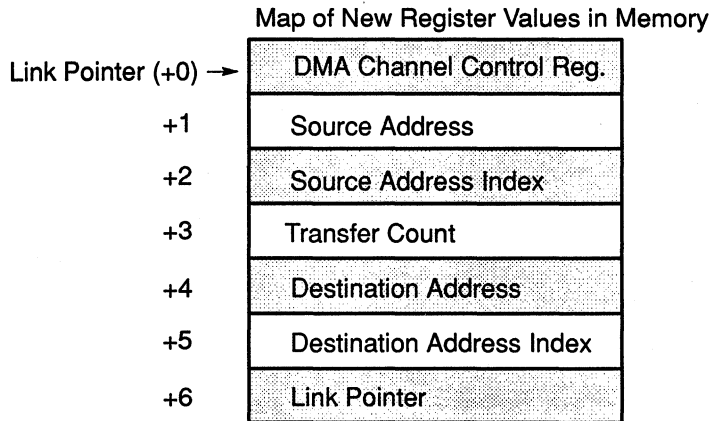 Map of New Register Values in Memory
Link Pointer (+0) → DMA Channel Control Reg.
+1 Source Address
+2 Source Address Index
+3 Transfer Count
+4 Destination Address
+5 Destination Address Index
+6 Link Pointer